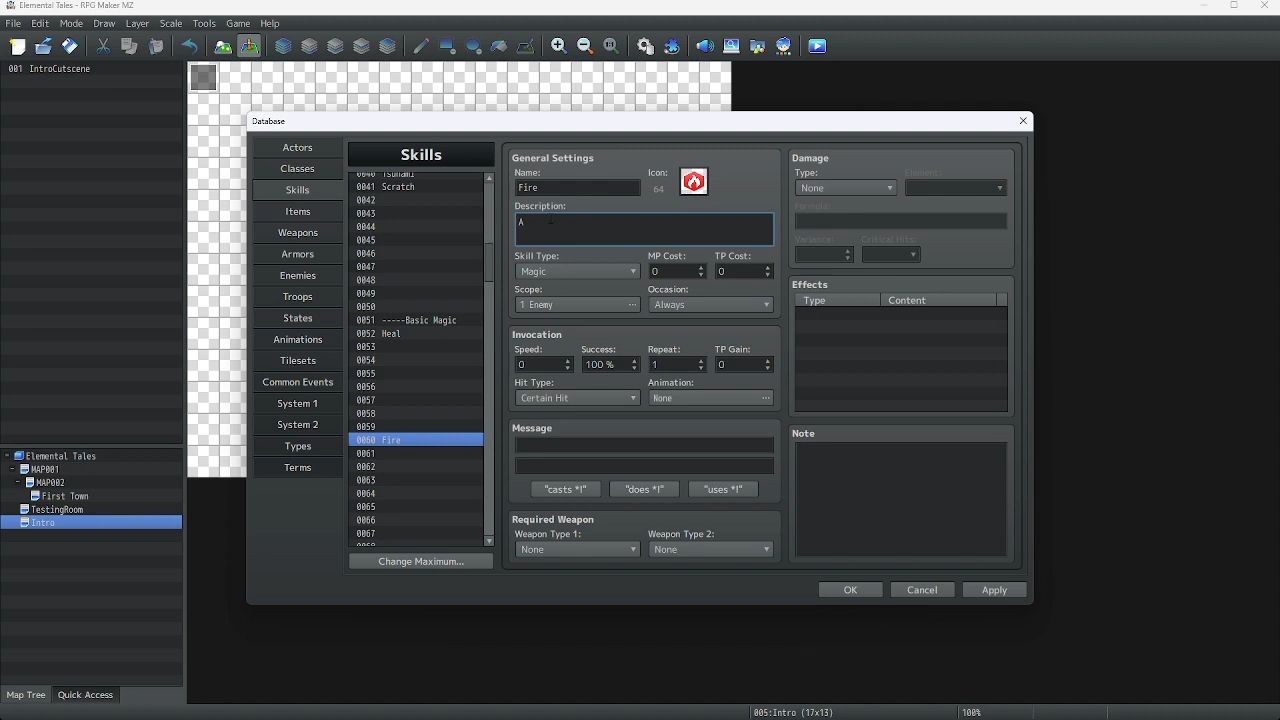 Elemental Tales - RPG Maker MZ
File Edit Mode Draw Layer Scale Tools Game Help
001 IntroCutscene
Database
Actors
Classes
Skills
Items
Weapons
Armors
Enemies
Troops
States
Animations
Tilesets
Common Events
System 1
System 2
Types
Terms
Skills
0040 Tsunami
0041 Scratch
0042
0043
0044
0045
0046
0047
0048
0049
0050
0051 -----Basic Magic
0052 Heal
0053
0054
0055
0056
0057
0058
0059
0060 Fire
0061
0062
0063
0064
0065
0066
0067
0068
Change Maximum...
General Settings
Name: Icon:
Fire 64
Description:
A
Skill Type: MP Cost: TP Cost:
Magic 0 0
Scope: Occasion:
1 Enemy ... Always
Invocation
Speed: Success: Repeat: TP Gain:
0 100 % 1 0
Hit Type: Animation:
Certain Hit None ...
Message
"casts *!" "does *!" "uses *!"
Required Weapon
Weapon Type 1: Weapon Type 2:
None None
Damage
Type: Element:
None
Formula:
Variance: Critical Hits:
Effects
Type Content
Note
OK Cancel Apply
Elemental Tales
MAP001
MAP002
First Town
TestingRoom
Intro
Map Tree Quick Access
005:Intro (17x13) 100%